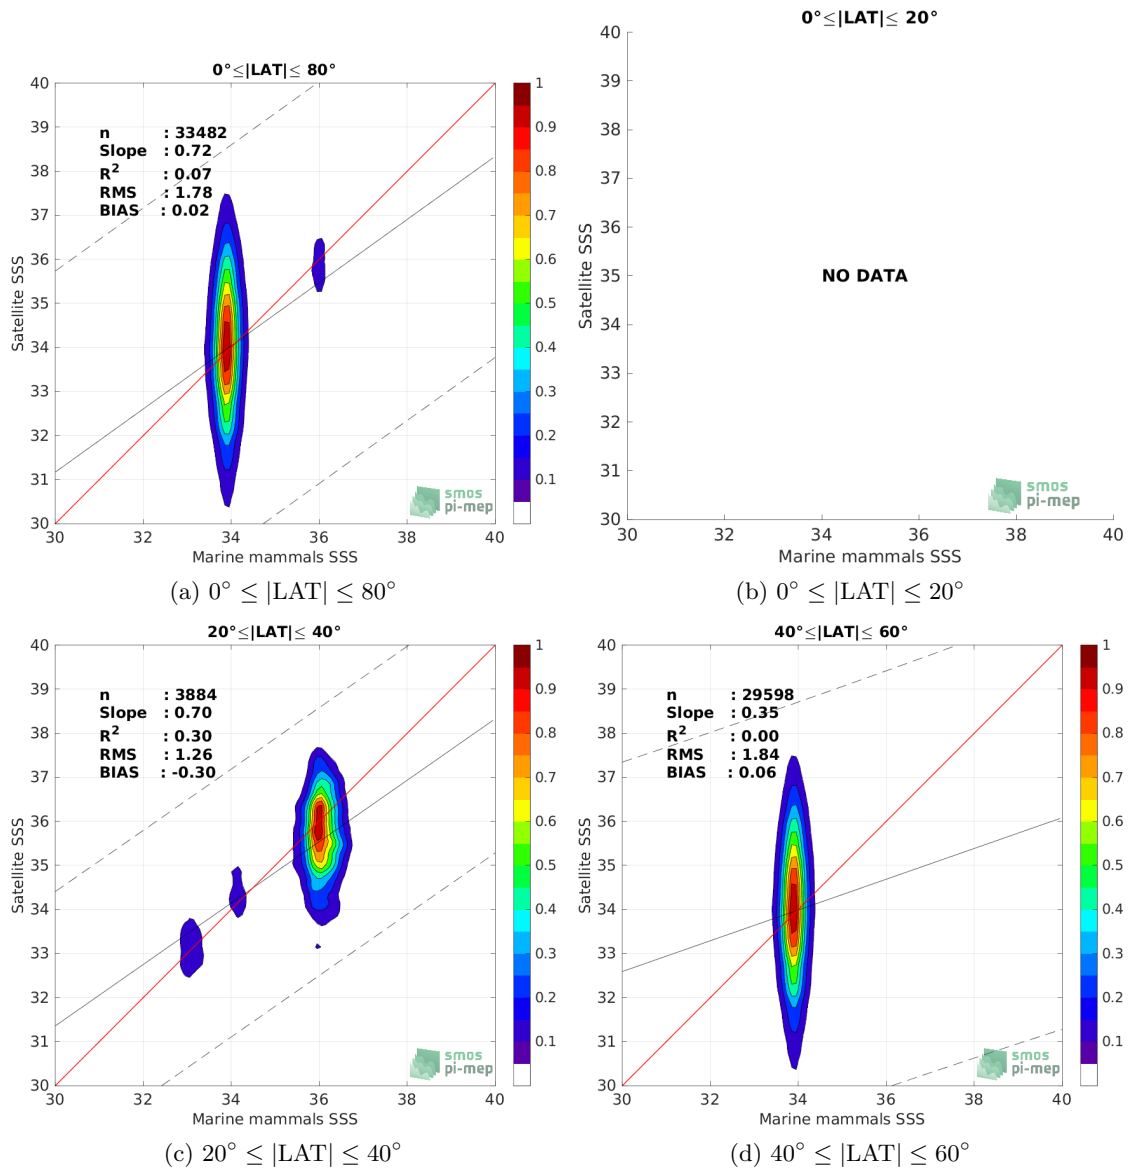 0°≤|LAT|≤ 80°
40
39
38
37
36
35
34
33
32
31
30
Satellite SSS
n : 33482
Slope : 0.72
R² : 0.07
RMS : 1.78
BIAS : 0.02
smos
pi-mep
30 32 34 36 38 40
Marine mammals SSS
1
0.9
0.8
0.7
0.6
0.5
0.4
0.3
0.2
0.1
(a) 0° ≤ |LAT| ≤ 80°
0°≤|LAT|≤ 20°
40
39
38
37
36
35
34
33
32
31
30
Satellite SSS
NO DATA
smos
pi-mep
30 32 34 36 38 40
Marine mammals SSS
(b) 0° ≤ |LAT| ≤ 20°
20°≤|LAT|≤ 40°
40
39
38
37
36
35
34
33
32
31
30
Satellite SSS
n : 3884
Slope : 0.70
R² : 0.30
RMS : 1.26
BIAS : -0.30
smos
pi-mep
30 32 34 36 38 40
Marine mammals SSS
1
0.9
0.8
0.7
0.6
0.5
0.4
0.3
0.2
0.1
(c) 20° ≤ |LAT| ≤ 40°
40°≤|LAT|≤ 60°
40
39
38
37
36
35
34
33
32
31
30
Satellite SSS
n : 29598
Slope : 0.35
R² : 0.00
RMS : 1.84
BIAS : 0.06
smos
pi-mep
30 32 34 36 38 40
Marine mammals SSS
1
0.9
0.8
0.7
0.6
0.5
0.4
0.3
0.2
0.1
(d) 40° ≤ |LAT| ≤ 60°